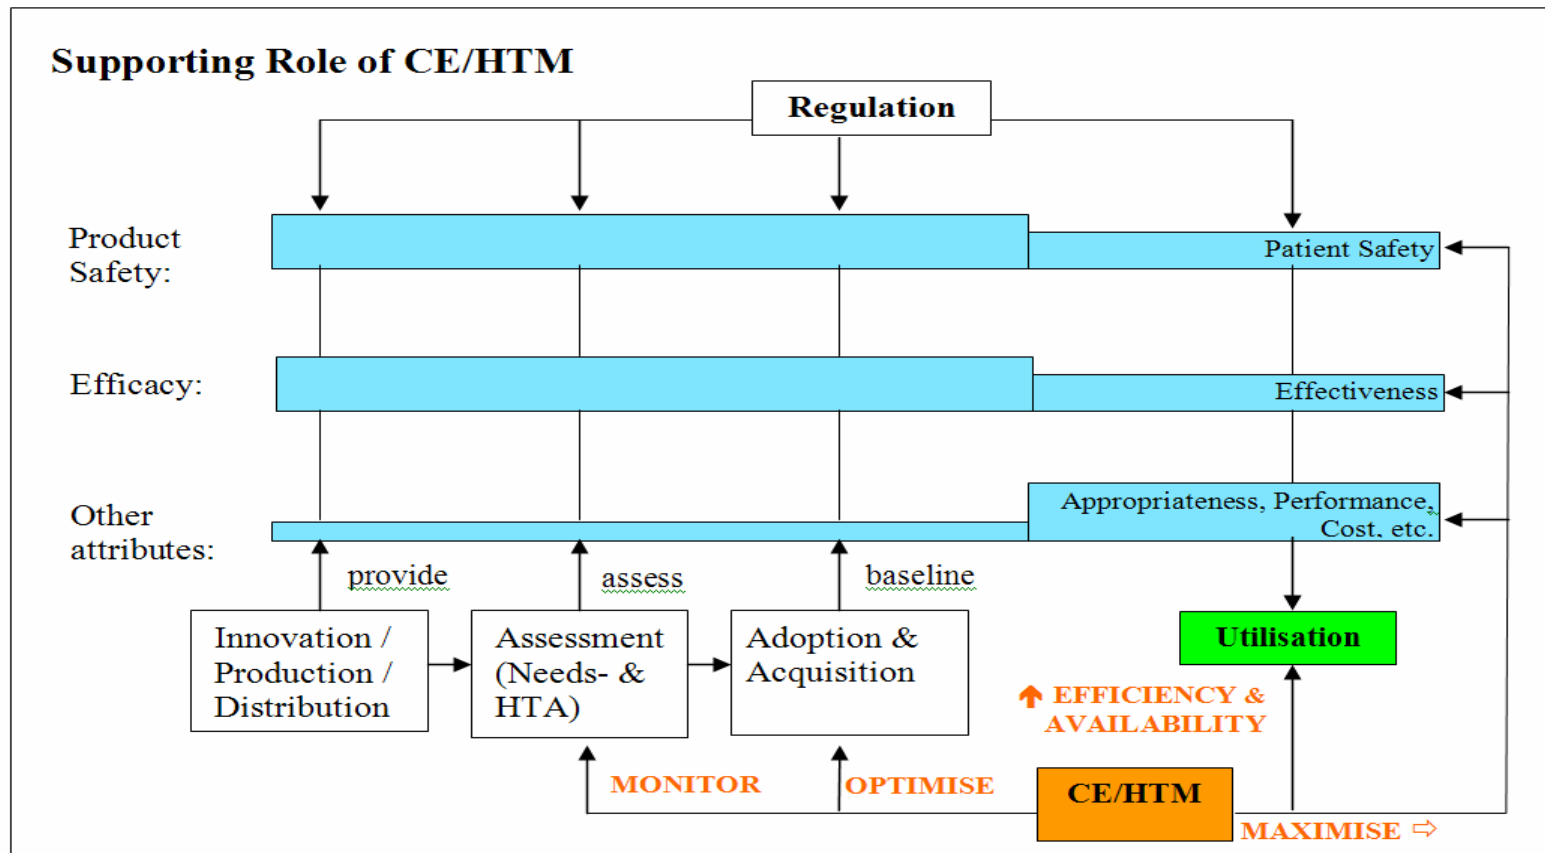 Supporting Role of CE/HTM
Regulation
Product
Safety:
Patient Safety
Efficacy:
Effectiveness
Other
attributes:
Appropriateness, Performance,
Cost, etc.
provide
assess
baseline
Innovation /
Production /
Distribution
Assessment
(Needs- &
HTA)
Adoption &
Acquisition
Utilisation
🡹 EFFICIENCY &
AVAILABILITY
MONITOR
OPTIMISE
CE/HTM
MAXIMISE ⇨